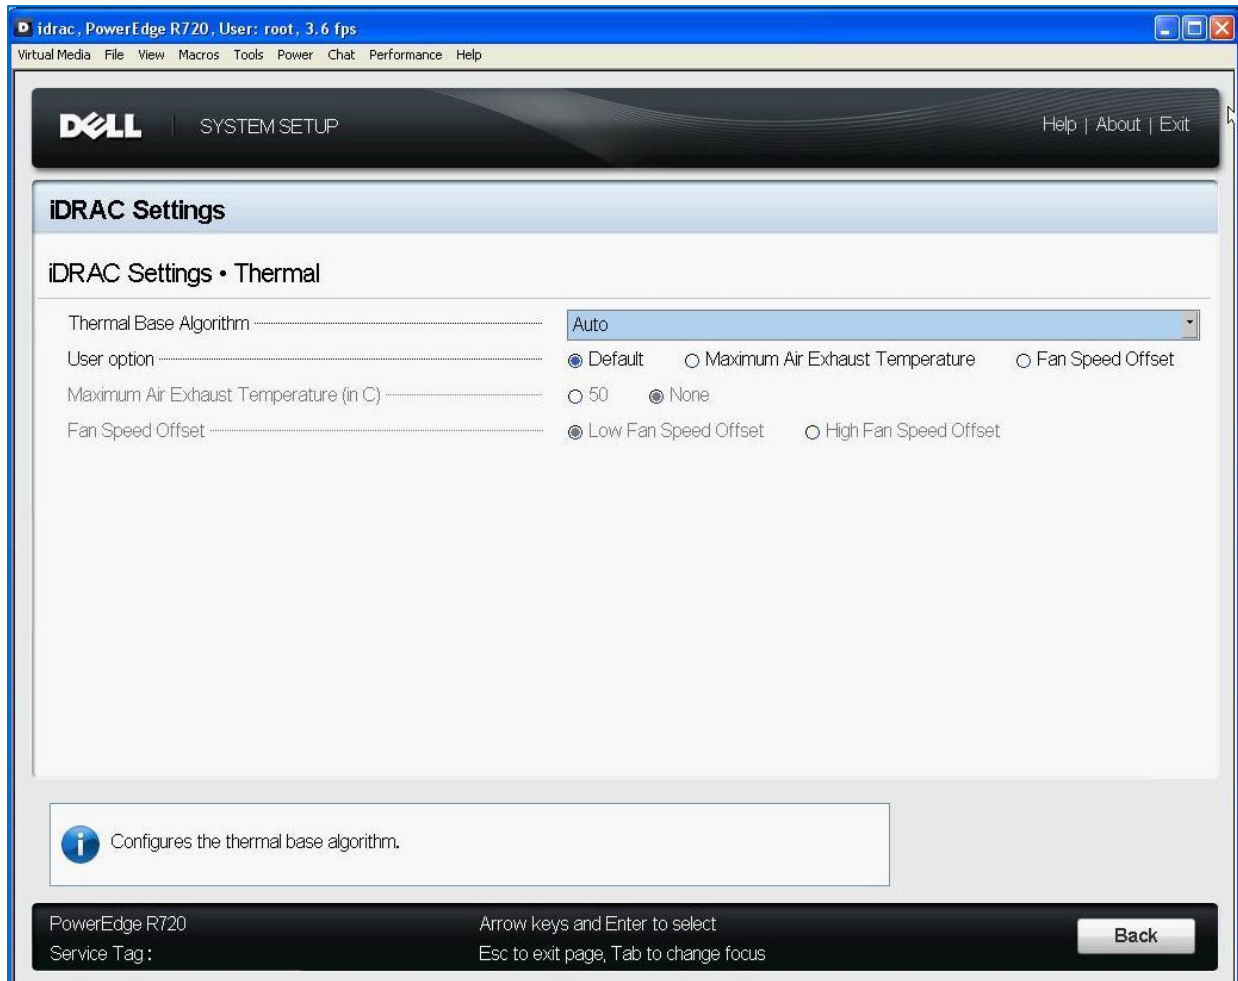 idrac, PowerEdge R720, User: root, 3.6 fps
Virtual Media File View Macros Tools Power Chat Performance Help
DELL SYSTEM SETUP Help | About | Exit
iDRAC Settings
iDRAC Settings • Thermal
Thermal Base Algorithm Auto
User option Default Maximum Air Exhaust Temperature Fan Speed Offset
Maximum Air Exhaust Temperature (in C) 50 None
Fan Speed Offset Low Fan Speed Offset High Fan Speed Offset
Configures the thermal base algorithm.
PowerEdge R720 Arrow keys and Enter to select
Service Tag : Esc to exit page, Tab to change focus
Back